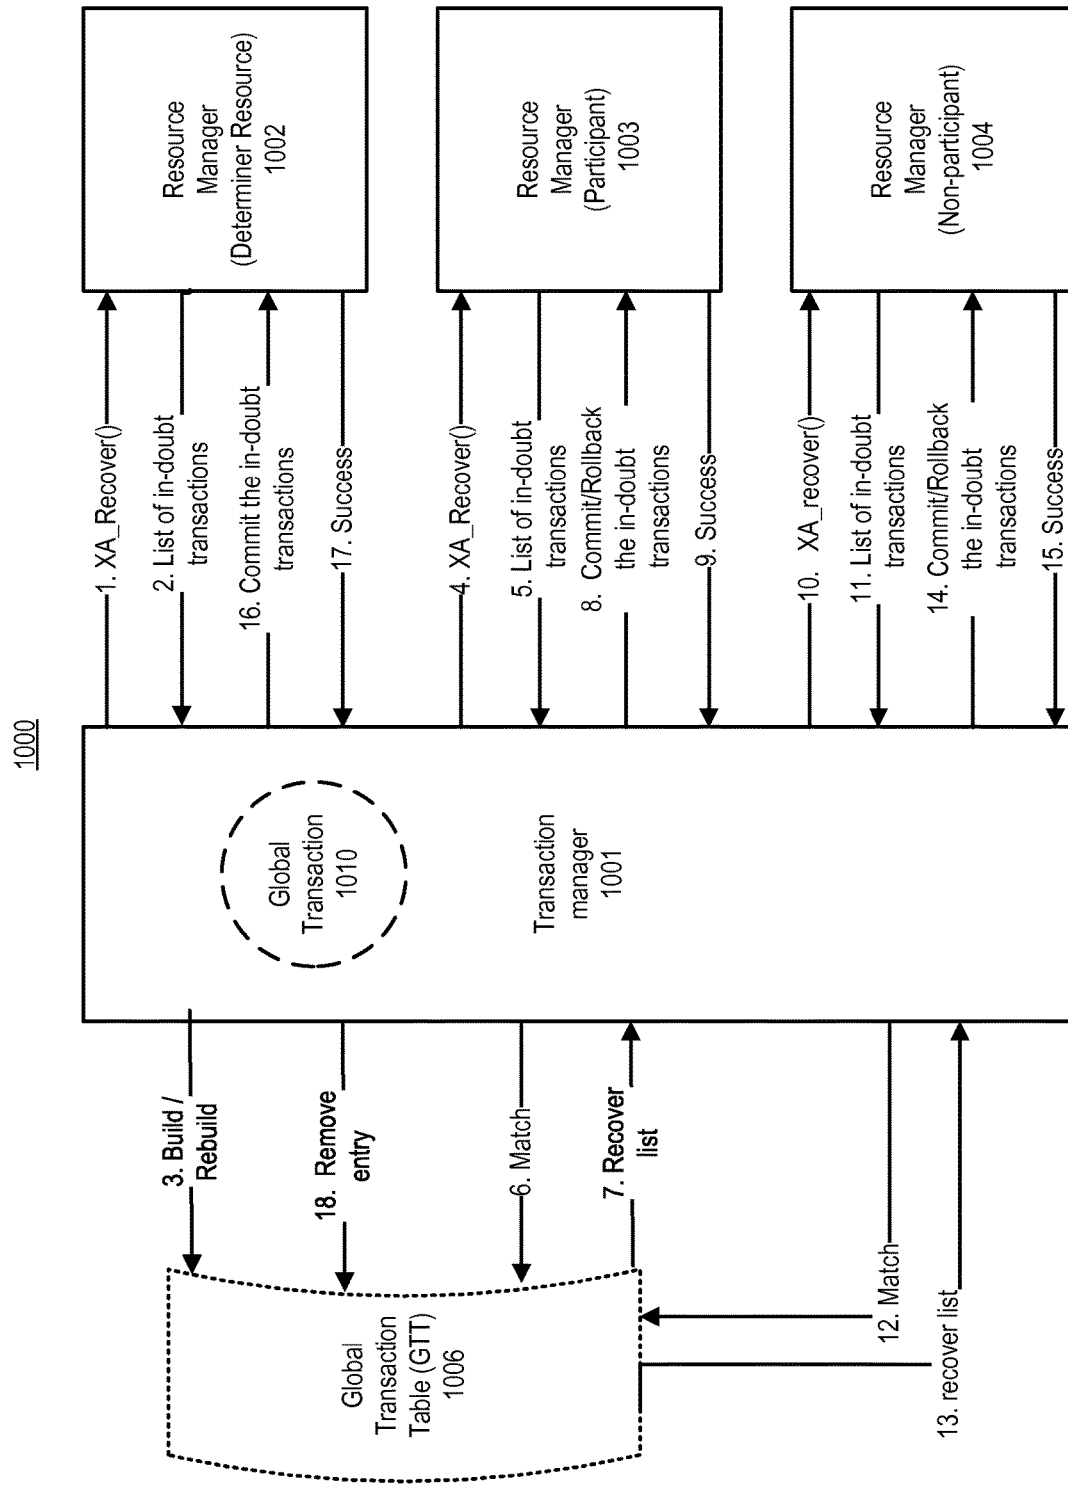 1000
Resource
Manager
(Determiner Resource)
1002
Resource
Manager
(Participant)
1003
Resource
Manager
(Non-participant)
1004
1. XA_Recover()
2. List of in-doubt
transactions
16. Commit the in-doubt
transactions
17. Success
4. XA_Recover()
5. List of in-doubt
transactions
8. Commit/Rollback
the in-doubt
transactions
9. Success
10. XA_recover()
11. List of in-doubt
transactions
14. Commit/Rollback
the in-doubt
transactions
15. Success
Global
Transaction
1010
Transaction
manager
1001
3. Build /
Rebuild
18. Remove
entry
6. Match
7. Recover
list
12. Match
13. recover list
Global
Transaction
Table (GTT)
1006